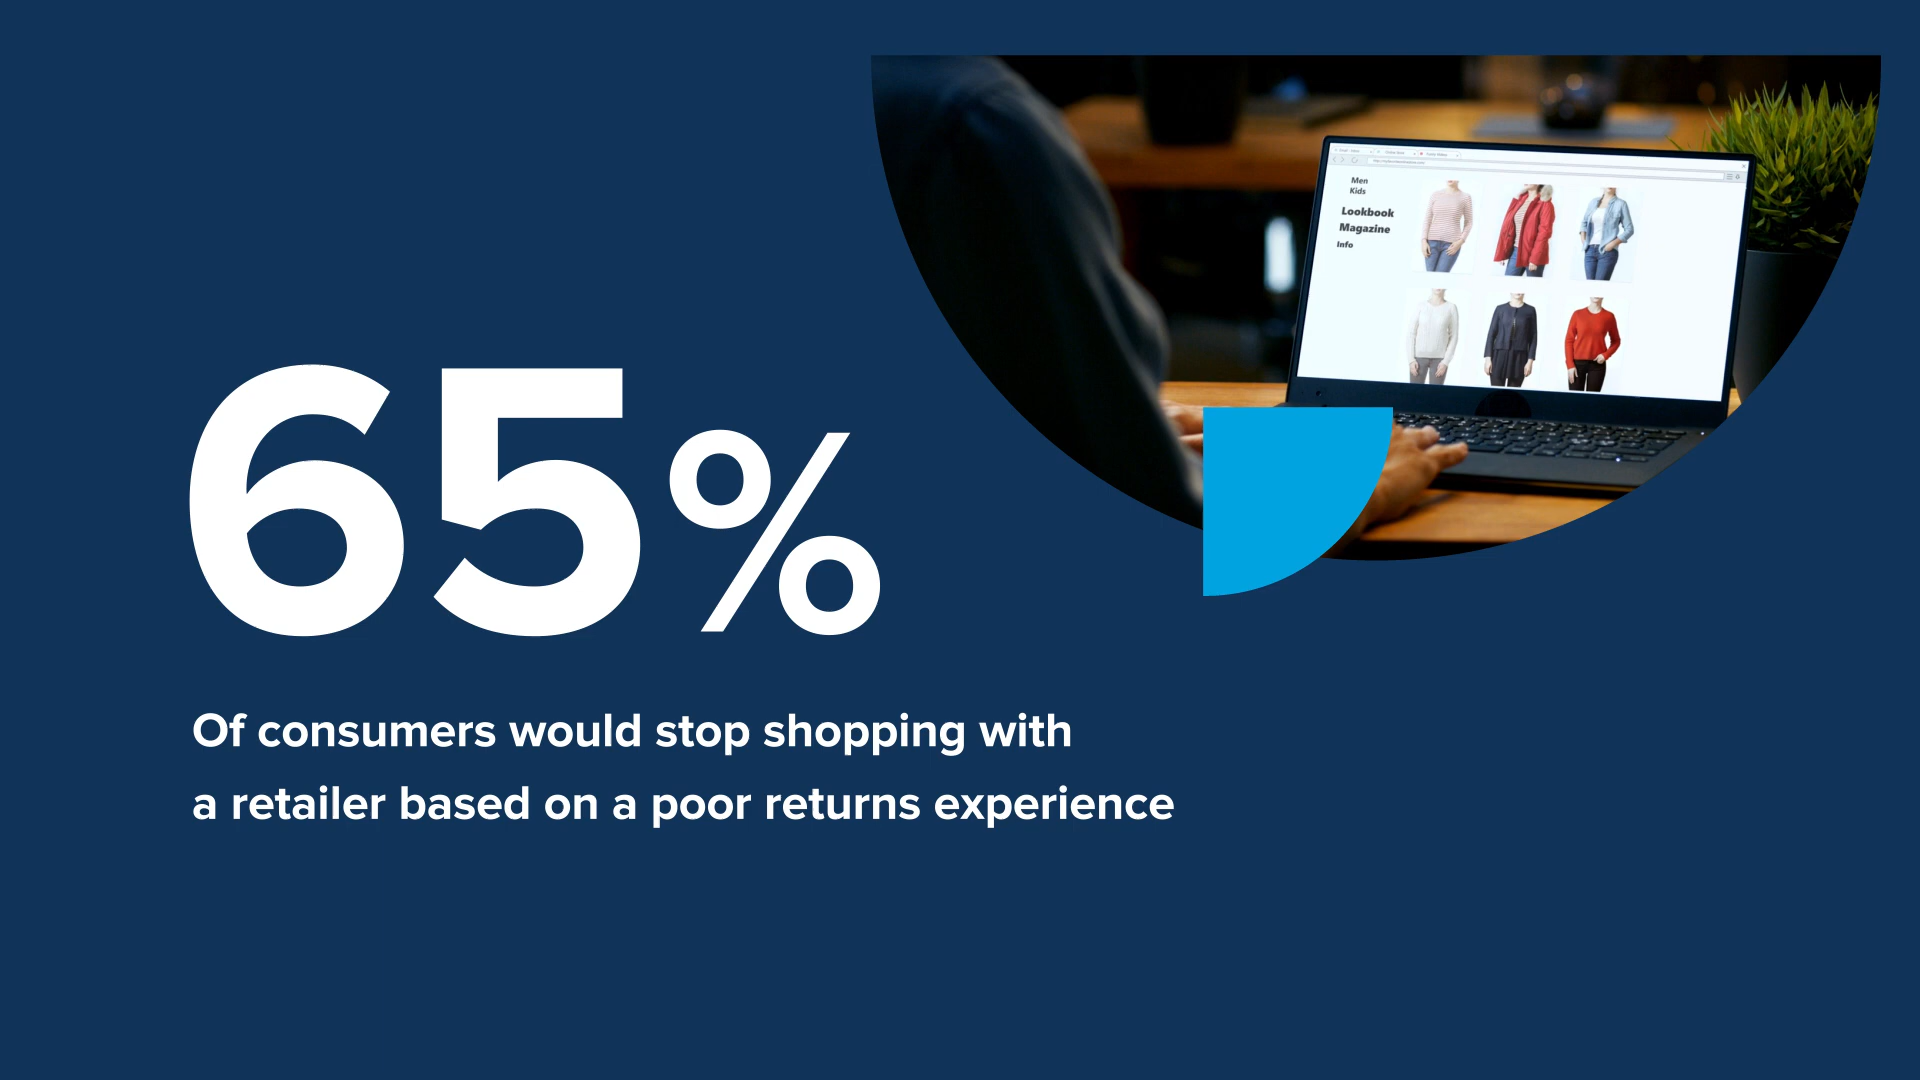 65%
Of consumers would stop shopping with
a retailer based on a poor returns experience
Men
Kids
Lookbook
Magazine
Info